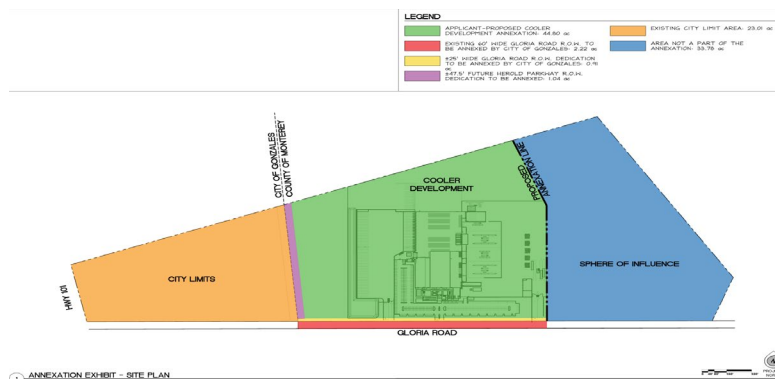 LEGEND
APPLICANT-PROPOSED COOLER
DEVELOPMENT ANNEXATION: 44.60 ac
EXISTING 60' WIDE GLORIA ROAD R.O.W. TO
BE ANNEXED BY CITY OF GONZALES: 2.22 ac
±25' WIDE GLORIA ROAD R.O.W. DEDICATION
TO BE ANNEXED BY CITY OF GONZALES: 0.91
ac
±47.5' FUTURE HEROLD PARKWAY R.O.W.
DEDICATION TO BE ANNEXED: 1.04 ac
EXISTING CITY LIMIT AREA: 23.01 ac
AREA NOT A PART OF THE
ANNEXATION: 33.78 ac
CITY OF GONZALES
COUNTY OF MONTEREY
PROPOSED
ANNEXATION LINE
COOLER
DEVELOPMENT
SPHERE OF INFLUENCE
CITY LIMITS
HWY 101
GLORIA ROAD
1 ANNEXATION EXHIBIT - SITE PLAN